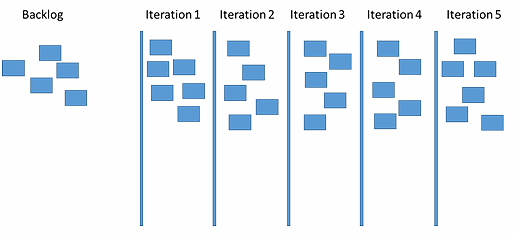 Backlog
Iteration 1
Iteration 2
Iteration 3
Iteration 4
Iteration 5